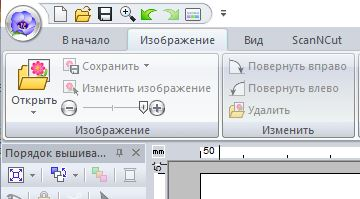 В начало Изображение Вид ScanNCut
Открыть
Сохранить
Изменить изображение
Изображение
Повернуть вправо
Повернуть влево
Удалить
Изменить
Порядок вышива...
mm
50